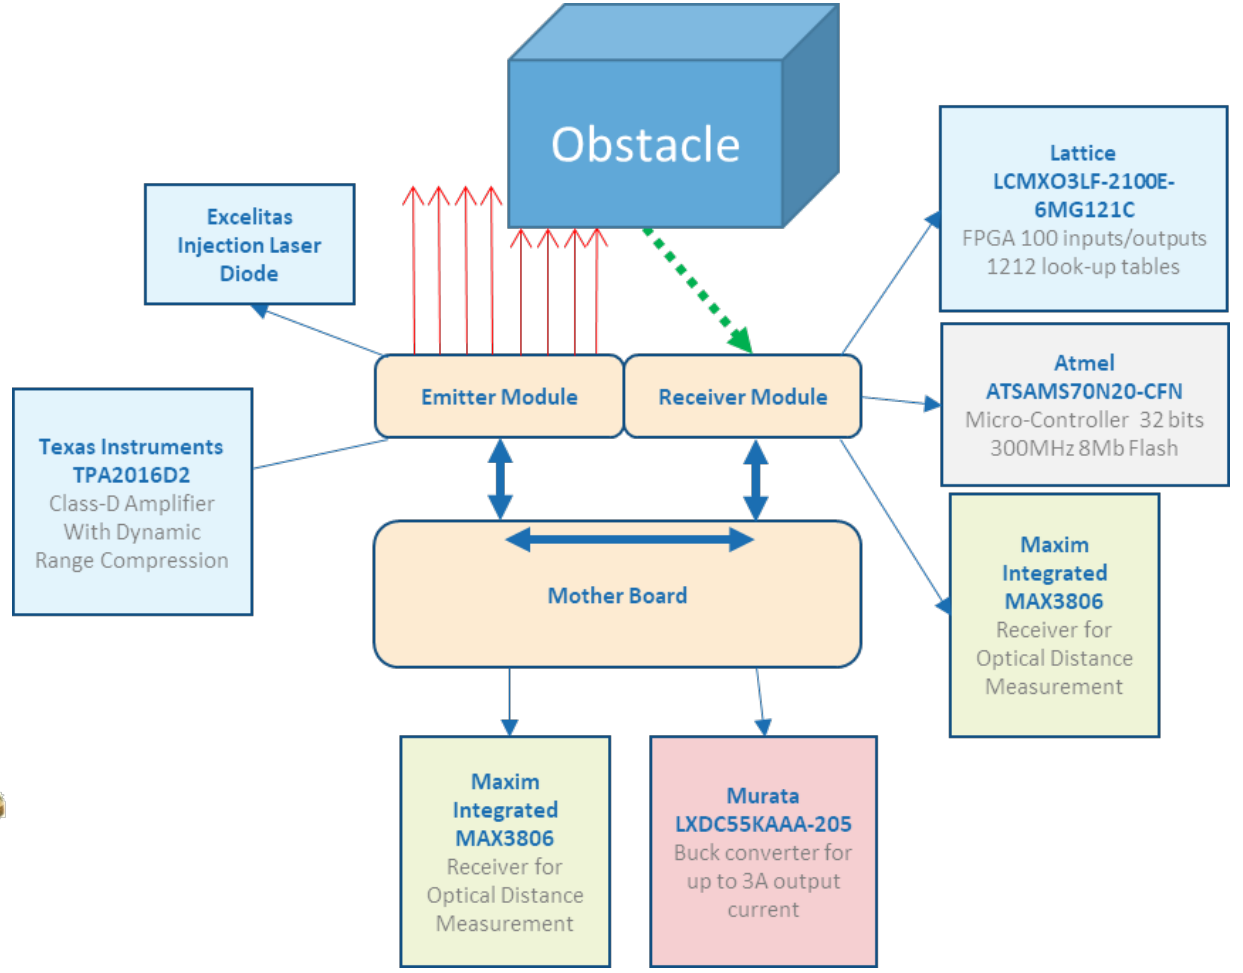 Obstacle
Excelitas
Injection Laser
Diode
Lattice
LCMXO3LF-2100E-
6MG121C
FPGA 100 inputs/outputs
1212 look-up tables
Emitter Module
Receiver Module
Atmel
ATSAMS70N20-CFN
Micro-Controller 32 bits
300MHz 8Mb Flash
Texas Instruments
TPA2016D2
Class-D Amplifier
With Dynamic
Range Compression
Mother Board
Maxim
Integrated
MAX3806
Receiver for
Optical Distance
Measurement
Maxim
Integrated
MAX3806
Receiver for
Optical Distance
Measurement
Murata
LXDC55KAAA-205
Buck converter for
up to 3A output
current